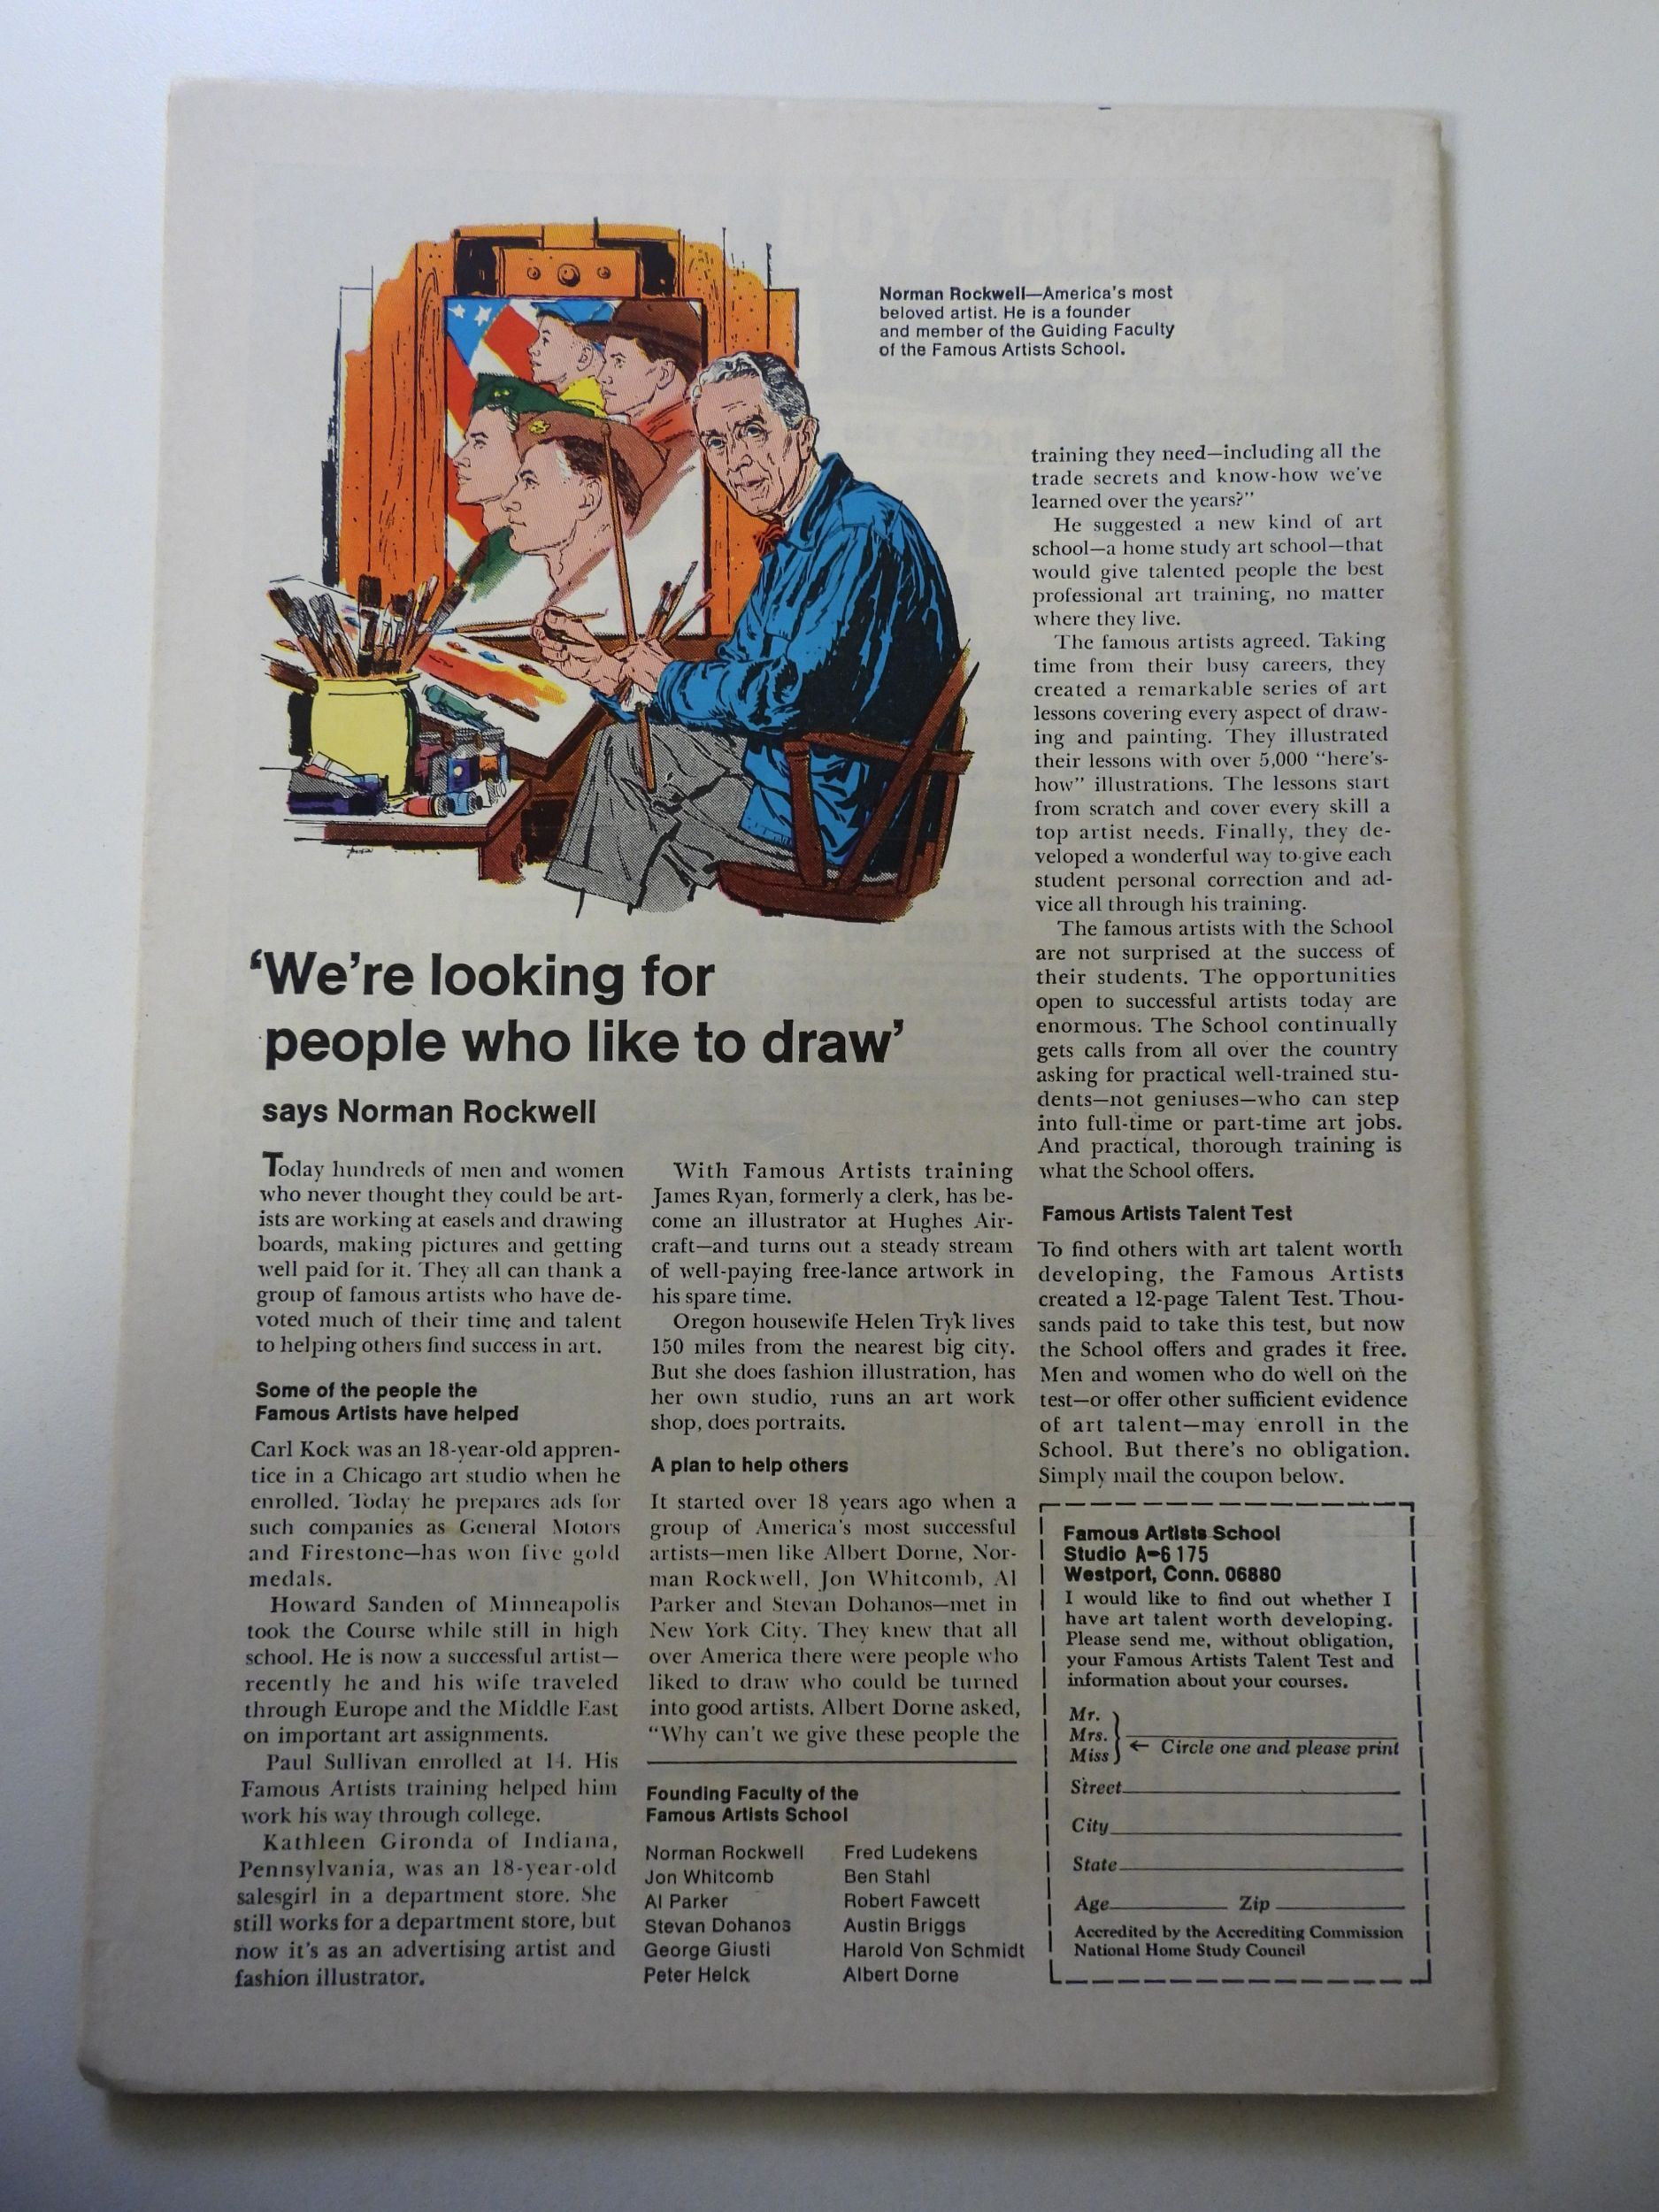 Norman Rockwell—America's most
beloved artist. He is a founder
and member of the Guiding Faculty
of the Famous Artists School.
'We're looking for
people who like to draw'
says Norman Rockwell
Today hundreds of men and women
who never thought they could be art-
ists are working at easels and drawing
boards, making pictures and getting
well paid for it. They all can thank a
group of famous artists who have de-
voted much of their time and talent
to helping others find success in art.
Some of the people the
Famous Artists have helped
Carl Kock was an 18-year-old appren-
tice in a Chicago art studio when he
enrolled. Today he prepares ads for
such companies as General Motors
and Firestone—has won five gold
medals.
Howard Sanden of Minneapolis
took the Course while still in high
school. He is now a successful artist—
recently he and his wife traveled
through Europe and the Middle East
on important art assignments.
Paul Sullivan enrolled at 14. His
Famous Artists training helped him
work his way through college.
Kathleen Gironda of Indiana,
Pennsylvania, was an 18-year-old
salesgirl in a department store. She
still works for a department store, but
now it's as an advertising artist and
fashion illustrator.
With Famous Artists training
James Ryan, formerly a clerk, has be-
come an illustrator at Hughes Air-
craft—and turns out a steady stream
of well-paying free-lance artwork in
his spare time.
Oregon housewife Helen Tryk lives
150 miles from the nearest big city.
But she does fashion illustration, has
her own studio, runs an art work
shop, does portraits.
A plan to help others
It started over 18 years ago when a
group of America's most successful
artists—men like Albert Dorne, Nor-
man Rockwell, Jon Whitcomb, Al
Parker and Stevan Dohanos—met in
New York City. They knew that all
over America there were people who
liked to draw who could be turned
into good artists. Albert Dorne asked,
"Why can't we give these people the
training they need—including all the
trade secrets and know-how we've
learned over the years?"
He suggested a new kind of art
school—a home study art school—that
would give talented people the best
professional art training, no matter
where they live.
The famous artists agreed. Taking
time from their busy careers, they
created a remarkable series of art
lessons covering every aspect of draw-
ing and painting. They illustrated
their lessons with over 5,000 "here's-
how" illustrations. The lessons start
from scratch and cover every skill a
top artist needs. Finally, they de-
veloped a wonderful way to give each
student personal correction and ad-
vice all through his training.
The famous artists with the School
are not surprised at the success of
their students. The opportunities
open to successful artists today are
enormous. The School continually
gets calls from all over the country
asking for practical well-trained stu-
dents—not geniuses—who can step
into full-time or part-time art jobs.
And practical, thorough training is
what the School offers.
Famous Artists Talent Test
To find others with art talent worth
developing, the Famous Artists
created a 12-page Talent Test. Thou-
sands paid to take this test, but now
the School offers and grades it free.
Men and women who do well on the
test—or offer other sufficient evidence
of art talent—may enroll in the
School. But there's no obligation.
Simply mail the coupon below.
Founding Faculty of the
Famous Artists School
Norman Rockwell
Jon Whitcomb
Al Parker
Stevan Dohanos
George Giusti
Peter Helck
Fred Ludekens
Ben Stahl
Robert Fawcett
Austin Briggs
Harold Von Schmidt
Albert Dorne
Famous Artists School
Studio A-6175
Westport, Conn. 06880
I would like to find out whether I
have art talent worth developing.
Please send me, without obligation,
your Famous Artists Talent Test and
information about your courses.
Mr.
Mrs.
Miss ← Circle one and please print
Street
City
State
Age Zip
Accredited by the Accrediting Commission
National Home Study Council